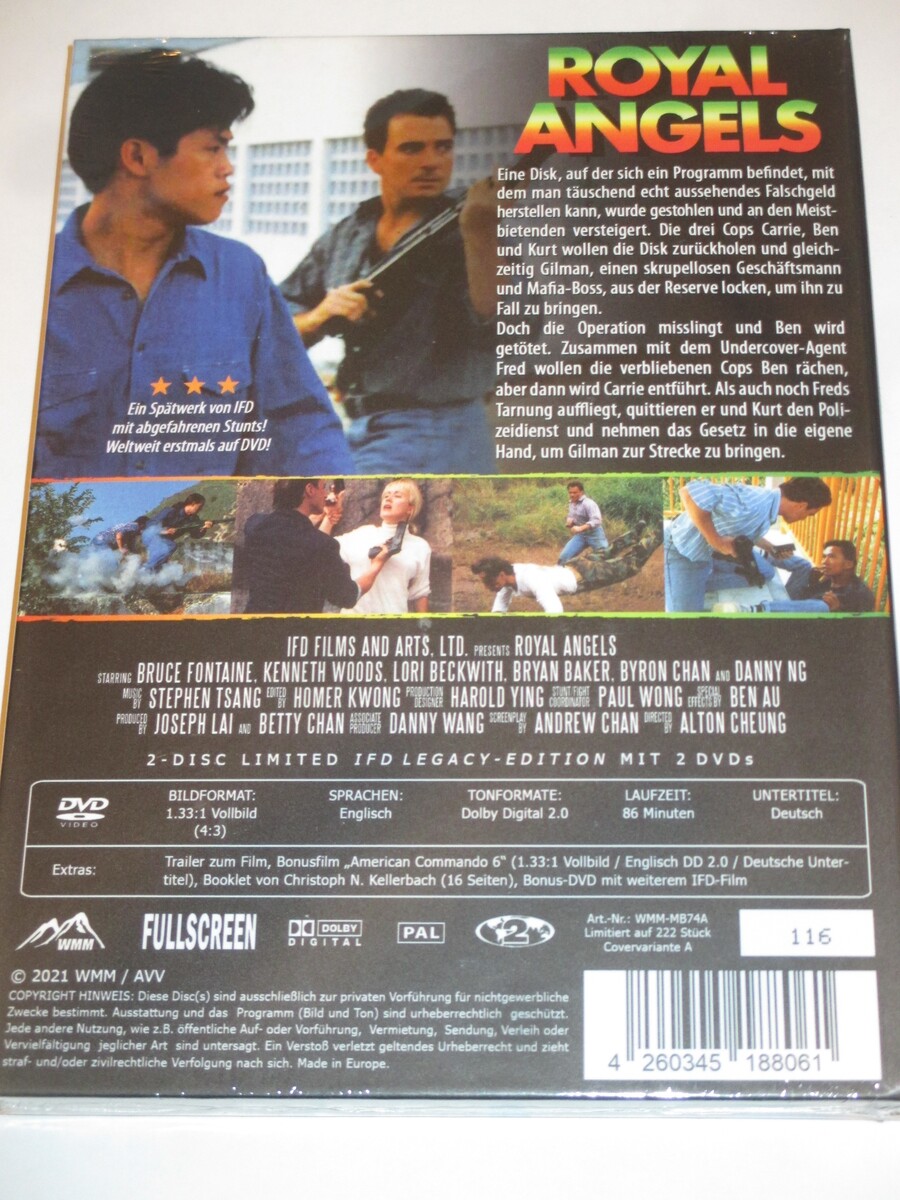 ROYAL
ANGELS
Eine Disk, auf der sich ein Programm befindet, mit
dem man täuschend echt aussehendes Falschgeld
herstellen kann, wurde gestohlen und an den Meist-
bietenden versteigert. Die drei Cops Carrie, Ben
und Kurt wollen die Disk zurückholen und gleich-
zeitig Gilman, einen skrupellosen Geschäftsmann
und Mafia-Boss, aus der Reserve locken, um ihn zu
Fall zu bringen.
Doch die Operation misslingt und Ben wird
getötet. Zusammen mit dem Undercover-Agent
Fred wollen die verbliebenen Cops Ben rächen,
aber dann wird Carrie entführt. Als auch noch Freds
Tarnung auffliegt, quittieren er und Kurt den Poli-
zeidienst und nehmen das Gesetz in die eigene
Hand, um Gilman zur Strecke zu bringen.
Ein Spätwerk von IFD
mit abgefahrenen Stunts!
Weltweit erstmals auf DVD!
IFD FILMS AND ARTS, LTD. PRESENTS ROYAL ANGELS
STARRING BRUCE FONTAINE, KENNETH WOODS, LORI BECKWITH, BRYAN BAKER, BYRON CHAN AND DANNY NG
MUSIC BY STEPHEN TSANG EDITED BY HOMER KWONG PRODUCTION DESIGNER HAROLD YING STUNT/FIGHT COORDINATOR PAUL WONG SPECIAL EFFECTS BY BEN AU
PRODUCED BY JOSEPH LAI AND BETTY CHAN ASSOCIATE PRODUCER DANNY WANG SCREENPLAY BY ANDREW CHAN DIRECTED BY ALTON CHEUNG
2-DISC LIMITED IFD LEGACY-EDITION MIT 2 DVDs
DVD VIDEO
BILDFORMAT: SPRACHEN: TONFORMATE: LAUFZEIT: UNTERTITEL:
1.33:1 Vollbild Englisch Dolby Digital 2.0 86 Minuten Deutsch
(4:3)
Extras: Trailer zum Film, Bonusfilm „American Commando 6" (1.33:1 Vollbild / Englisch DD 2.0 / Deutsche Unter-
titel), Booklet von Christoph N. Kellerbach (16 Seiten), Bonus-DVD mit weiterem IFD-Film
WMM
FULLSCREEN
DOLBY
DIGITAL
PAL
2
Art.-Nr.: WMM-MB74A
Limitiert auf 222 Stück
Covervariante A
116
© 2021 WMM / AVV
COPYRIGHT HINWEIS: Diese Disc(s) sind ausschließlich zur privaten Vorführung für nichtgewerbliche
Zwecke bestimmt. Ausstattung und das Programm (Bild und Ton) sind urheberrechtlich geschützt.
Jede andere Nutzung, wie z.B. öffentliche Auf- oder Vorführung, Vermietung, Sendung, Verleih oder
Vervielfältigung jeglicher Art sind untersagt. Ein Verstoß verletzt geltendes Urheberrecht und zieht
straf- und/oder zivilrechtliche Verfolgung nach sich. Made in Europe.
4 260345 188061